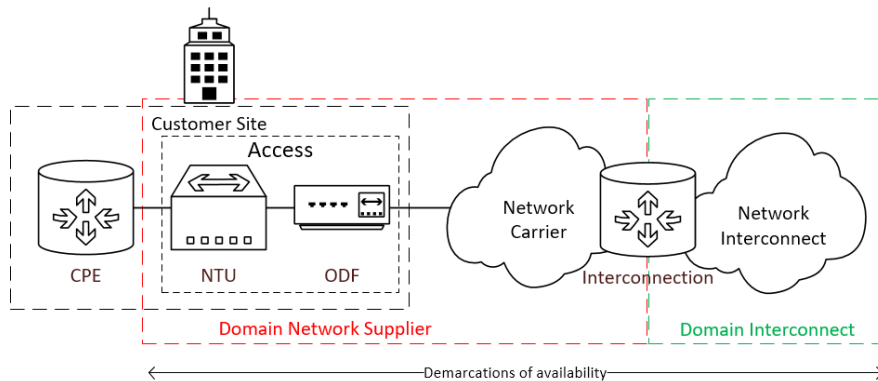 Customer Site
Access
CPE
NTU
ODF
Network
Carrier
Interconnection
Network
Interconnect
Domain Network Supplier
Domain Interconnect
Demarcations of availability